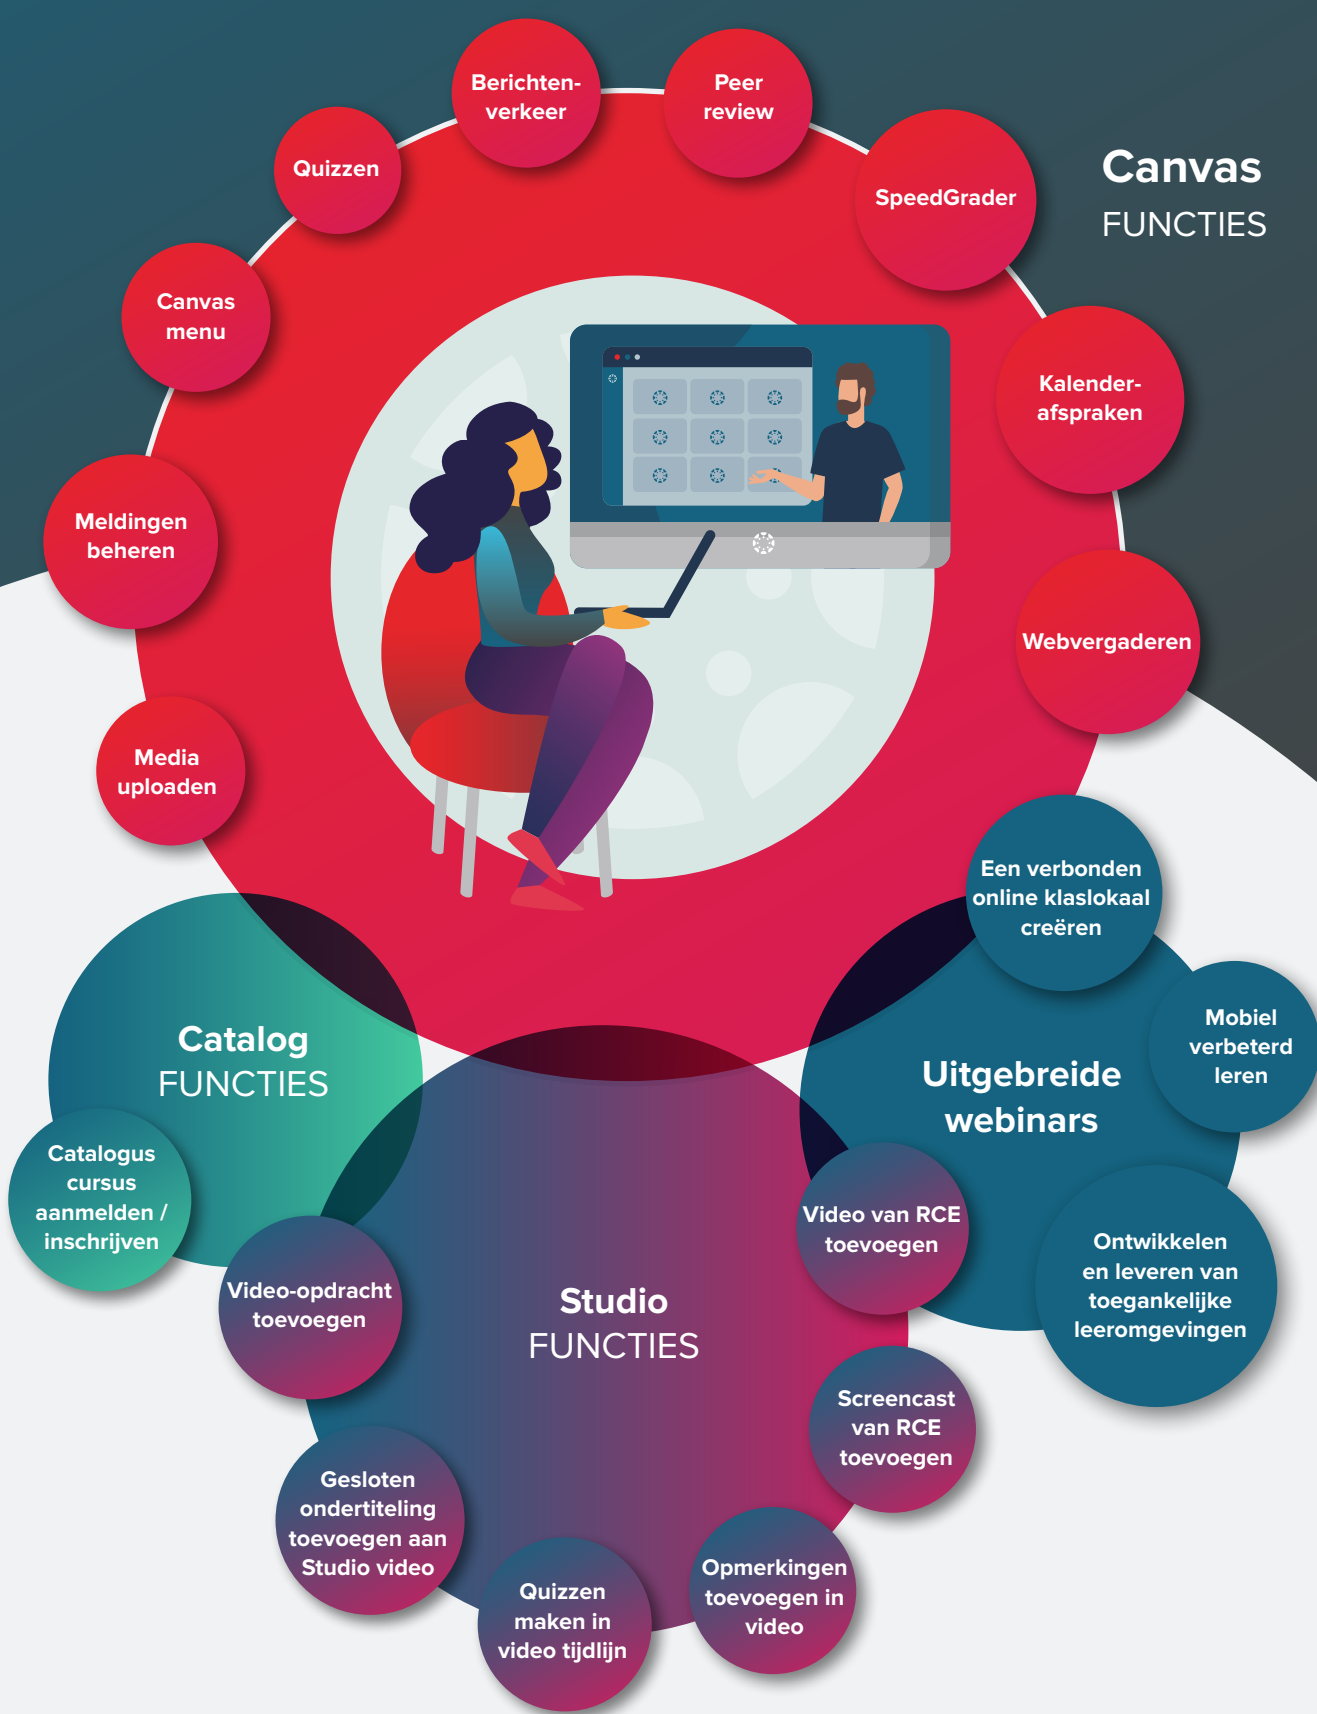 Berichten-
verkeer
Peer
review
Quizzen
SpeedGrader
Canvas
FUNCTIES
Canvas
menu
Kalender-
afspraken
Meldingen
beheren
Webvergaderen
Media
uploaden
Een verbonden
online klaslokaal
creëren
Mobiel
verbeterd
leren
Catalog
FUNCTIES
Uitgebreide
webinars
Catalogus
cursus
aanmelden /
inschrijven
Video van RCE
toevoegen
Ontwikkelen
en leveren van
toegankelijke
leeromgevingen
Video-opdracht
toevoegen
Studio
FUNCTIES
Screencast
van RCE
toevoegen
Gesloten
ondertiteling
toevoegen aan
Studio video
Opmerkingen
toevoegen in
video
Quizzen
maken in
video tijdlijn